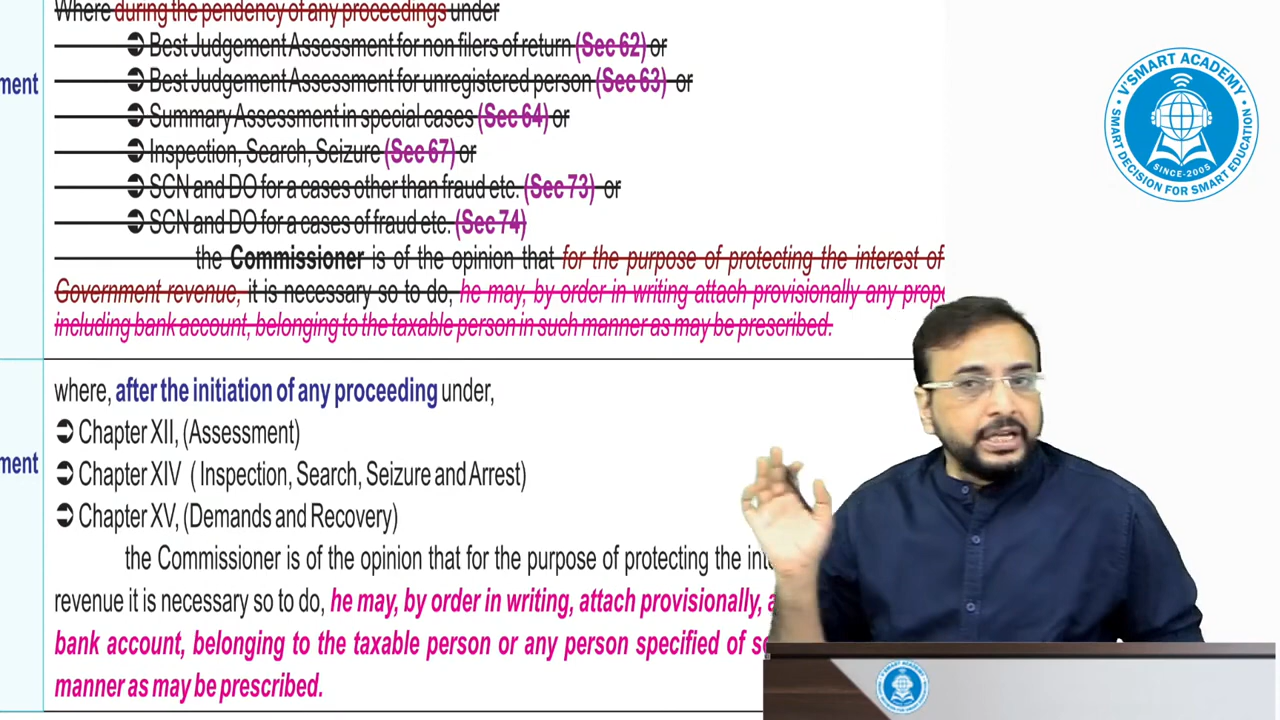 Where during the pendency of any proceedings under
➲ Best Judgement Assessment for non filers of return (Sec 62) or
➲ Best Judgement Assessment for unregistered person (Sec 63) or
➲ Summary Assessment in special cases (Sec 64) or
➲ Inspection, Search, Seizure (Sec 67) or
➲ SCN and DO for a cases other than fraud etc. (Sec 73) or
➲ SCN and DO for a cases of fraud etc. (Sec 74)
the Commissioner is of the opinion that for the purpose of protecting the interest of
Government revenue, it is necessary so to do, he may, by order in writing attach provisionally any
including bank account, belonging to the taxable person in such manner as may be prescribed.
where, after the initiation of any proceeding under,
➲ Chapter XII, (Assessment)
➲ Chapter XIV ( Inspection, Search, Seizure and Arrest)
➲ Chapter XV, (Demands and Recovery)
the Commissioner is of the opinion that for the purpose of protecting the
revenue it is necessary so to do, he may, by order in writing, attach provisionally,
bank account, belonging to the taxable person or any person specified of
manner as may be prescribed.
ment
ment
V'SMART ACADEMY
SINCE-2005
SMART DECISION FOR SMART EDUCATION